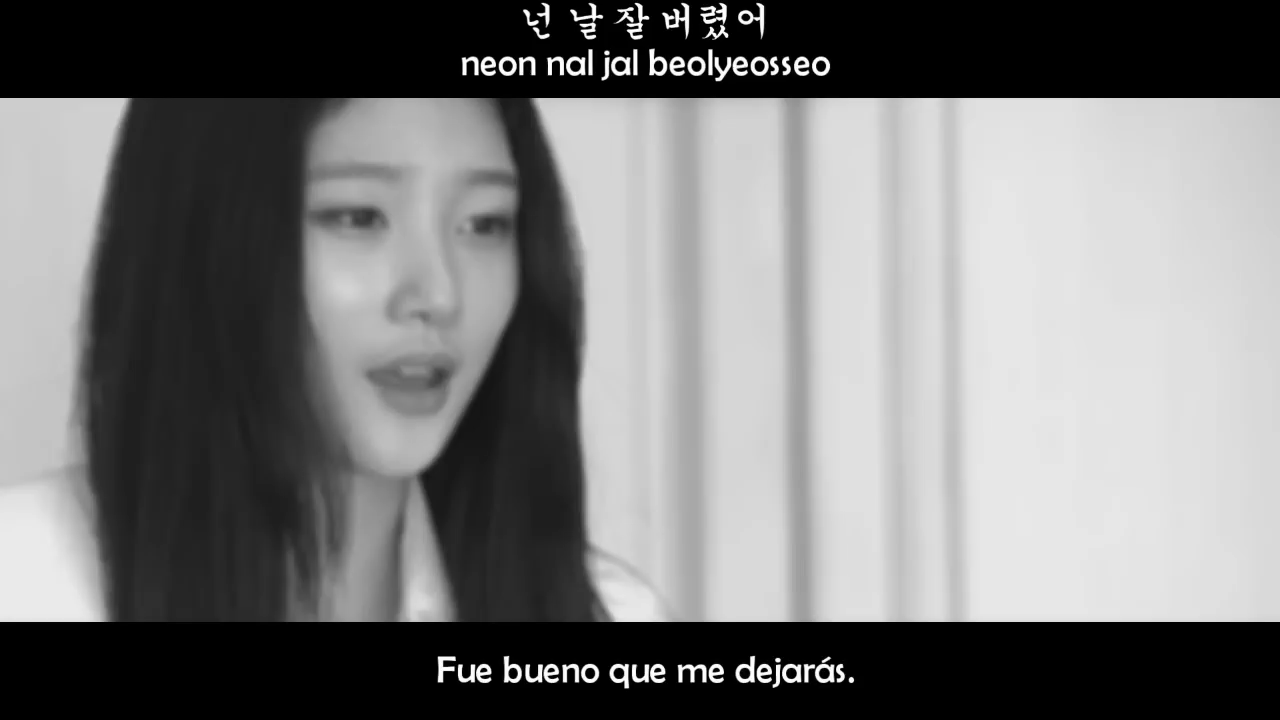 넌 날 잘 버렸어
neon nal jal beolyeosseo
Fue bueno que me dejarás.